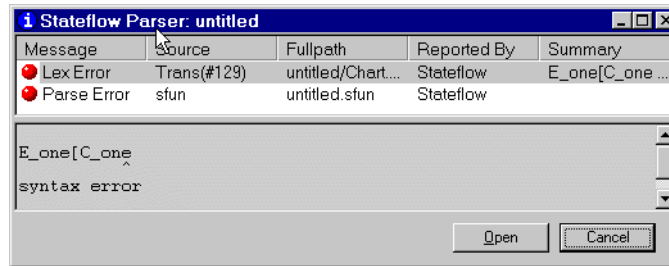 Stateflow Parser: untitled
Message Source Fullpath Reported By Summary
Lex Error Trans(#129) untitled/Chart.... Stateflow E_one[C_one ...
Parse Error sfun untitled.sfun Stateflow
E_one[C_one
^
syntax error
Open Cancel